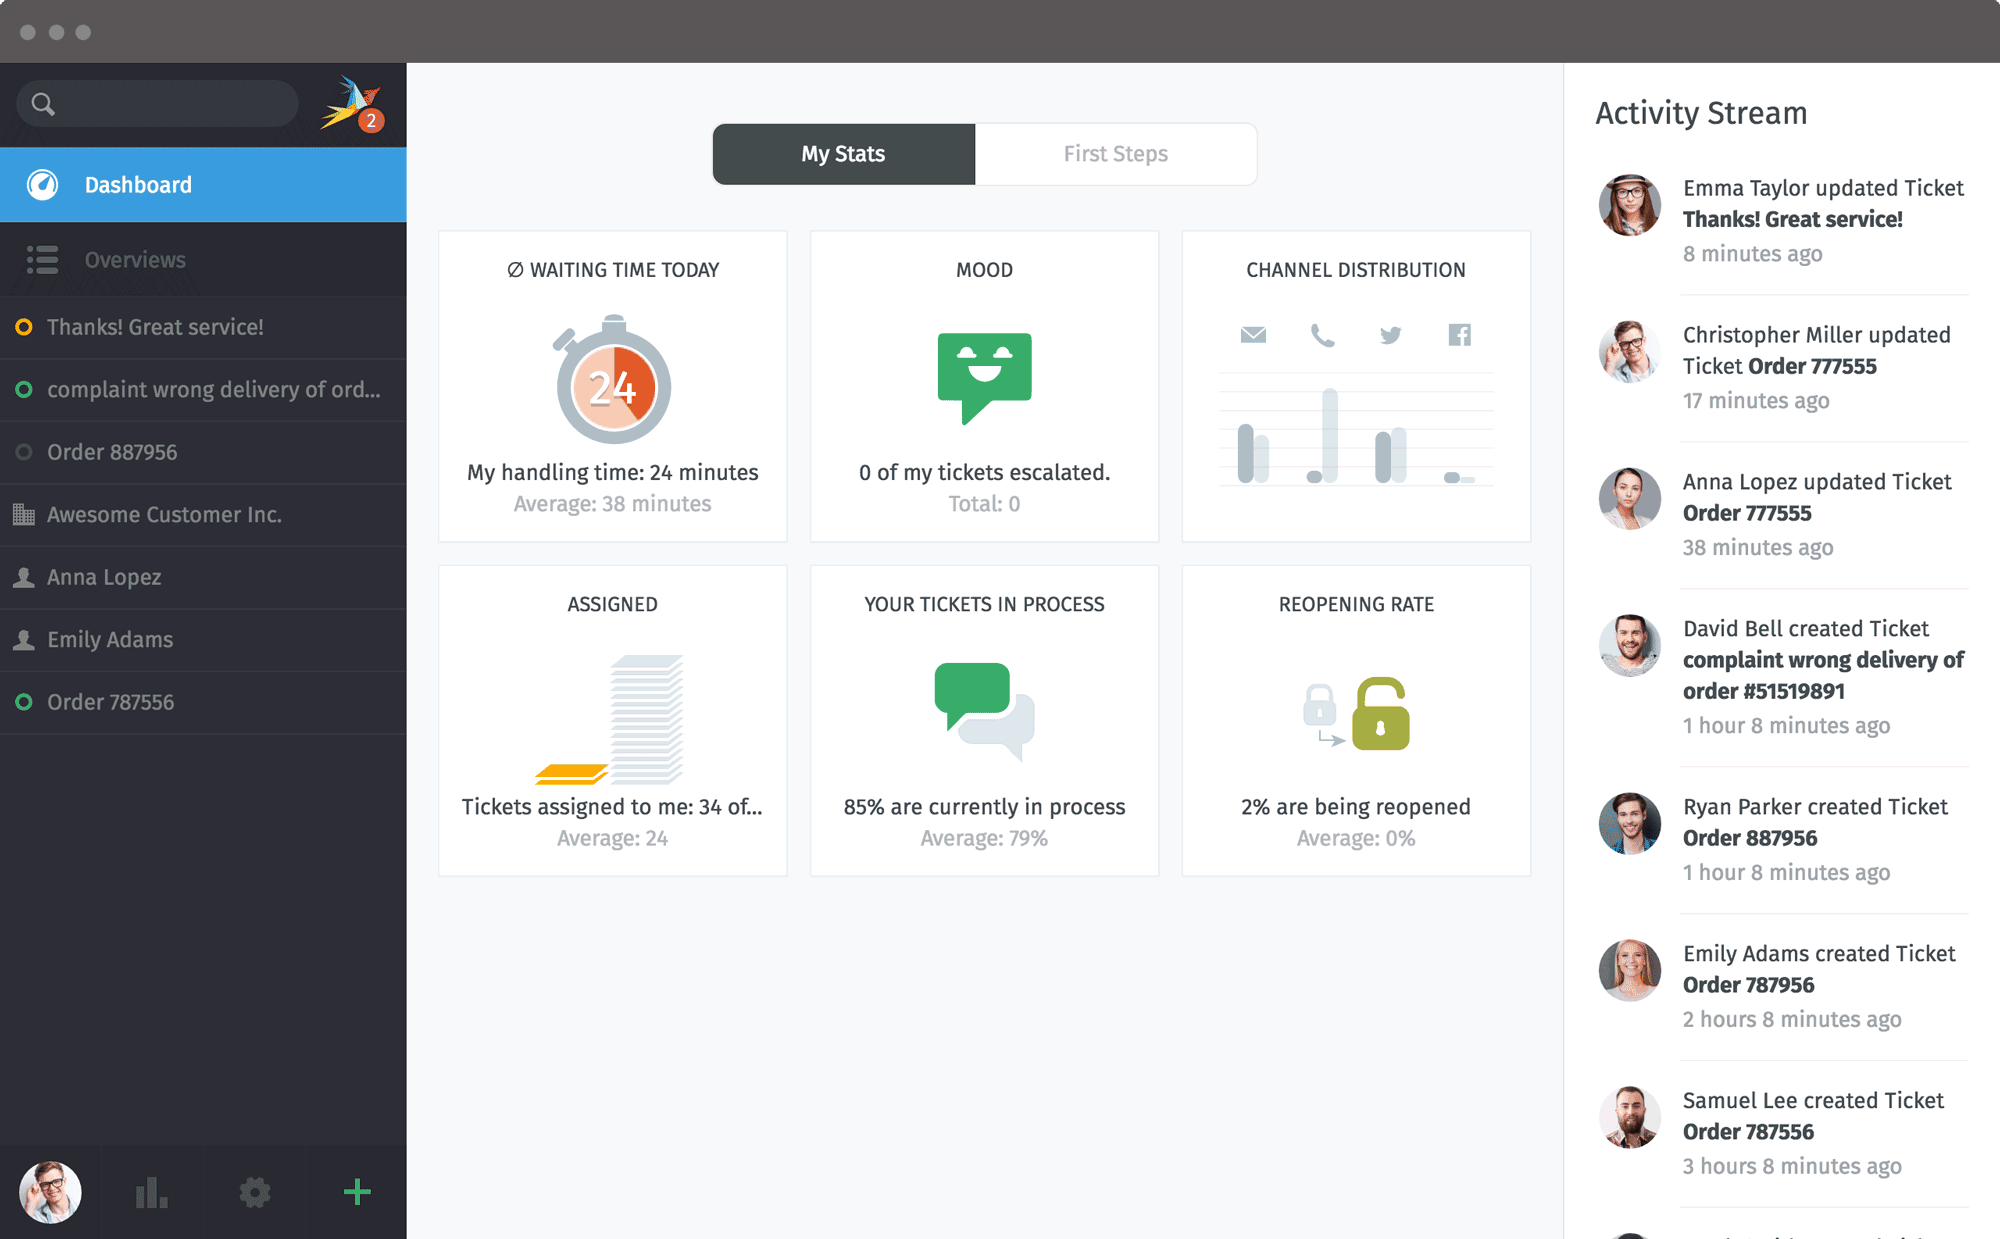 2
Dashboard
Overviews
Thanks! Great service!
complaint wrong delivery of ord...
Order 887956
Awesome Customer Inc.
Anna Lopez
Emily Adams
Order 787556
My Stats
First Steps
∅ WAITING TIME TODAY
24
My handling time: 24 minutes
Average: 38 minutes
MOOD
0 of my tickets escalated.
Total: 0
CHANNEL DISTRIBUTION
ASSIGNED
Tickets assigned to me: 34 of...
Average: 24
YOUR TICKETS IN PROCESS
85% are currently in process
Average: 79%
REOPENING RATE
2% are being reopened
Average: 0%
Activity Stream
Emma Taylor updated Ticket
Thanks! Great service!
8 minutes ago
Christopher Miller updated
Ticket Order 777555
17 minutes ago
Anna Lopez updated Ticket
Order 777555
38 minutes ago
David Bell created Ticket
complaint wrong delivery of
order #51519891
1 hour 8 minutes ago
Ryan Parker created Ticket
Order 887956
1 hour 8 minutes ago
Emily Adams created Ticket
Order 787956
2 hours 8 minutes ago
Samuel Lee created Ticket
Order 787556
3 hours 8 minutes ago